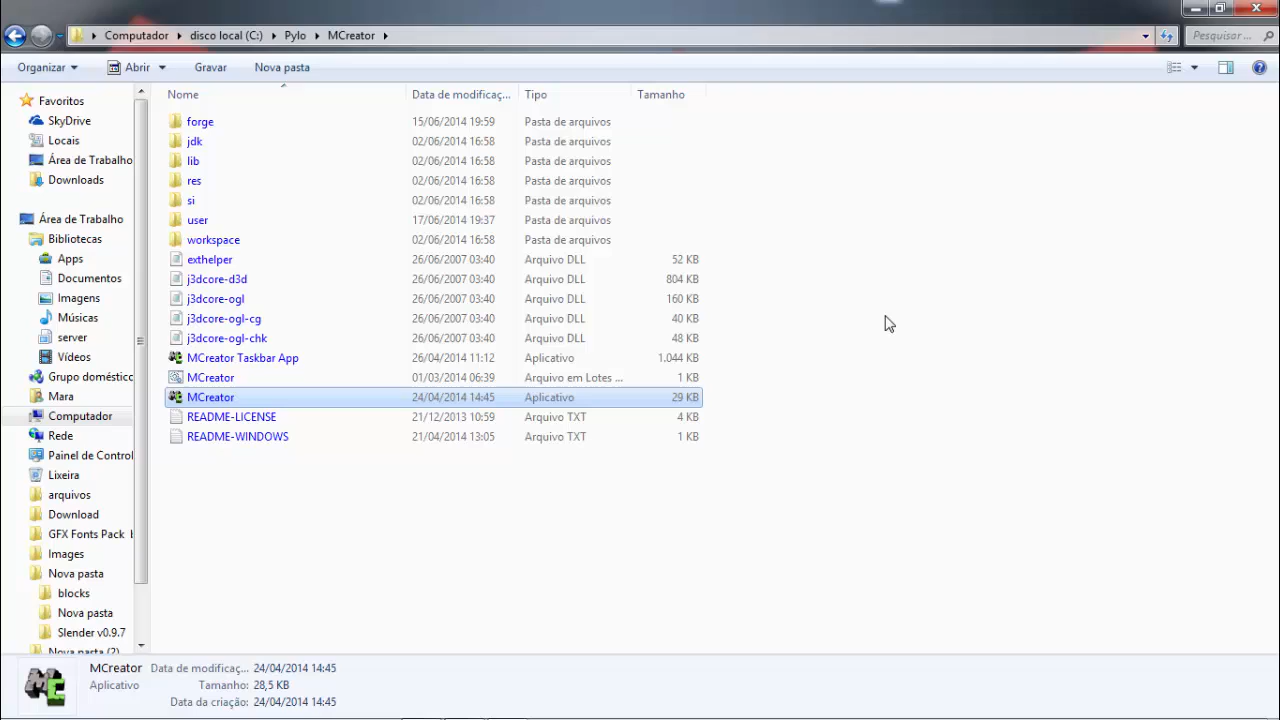 Computador disco local (C:) Pylo MCreator
Pesquisar ...
Organizar Abrir Gravar Nova pasta
Favoritos
SkyDrive
Locais
Área de Trabalho
Downloads
Área de Trabalho
Bibliotecas
Apps
Documentos
Imagens
Músicas
server
Vídeos
Grupo doméstico
Mara
Computador
Rede
Painel de Control
Lixeira
arquivos
Download
GFX Fonts Pack
Images
Nova pasta
blocks
Nova pasta
Slender v0.9.7
Nova pasta (2)
Nome Data de modificaç... Tipo Tamanho
forge 15/06/2014 19:59 Pasta de arquivos
jdk 02/06/2014 16:58 Pasta de arquivos
lib 02/06/2014 16:58 Pasta de arquivos
res 02/06/2014 16:58 Pasta de arquivos
si 02/06/2014 16:58 Pasta de arquivos
user 17/06/2014 19:37 Pasta de arquivos
workspace 02/06/2014 16:58 Pasta de arquivos
exthelper 26/06/2007 03:40 Arquivo DLL 52 KB
j3dcore-d3d 26/06/2007 03:40 Arquivo DLL 804 KB
j3dcore-ogl 26/06/2007 03:40 Arquivo DLL 160 KB
j3dcore-ogl-cg 26/06/2007 03:40 Arquivo DLL 40 KB
j3dcore-ogl-chk 26/06/2007 03:40 Arquivo DLL 48 KB
MCreator Taskbar App 26/04/2014 11:12 Aplicativo 1.044 KB
MCreator 01/03/2014 06:39 Arquivo em Lotes ... 1 KB
MCreator 24/04/2014 14:45 Aplicativo 29 KB
README-LICENSE 21/12/2013 10:59 Arquivo TXT 4 KB
README-WINDOWS 21/04/2014 13:05 Arquivo TXT 1 KB
MCreator Data de modificaç... 24/04/2014 14:45
Aplicativo Tamanho: 28,5 KB
Data da criação: 24/04/2014 14:45